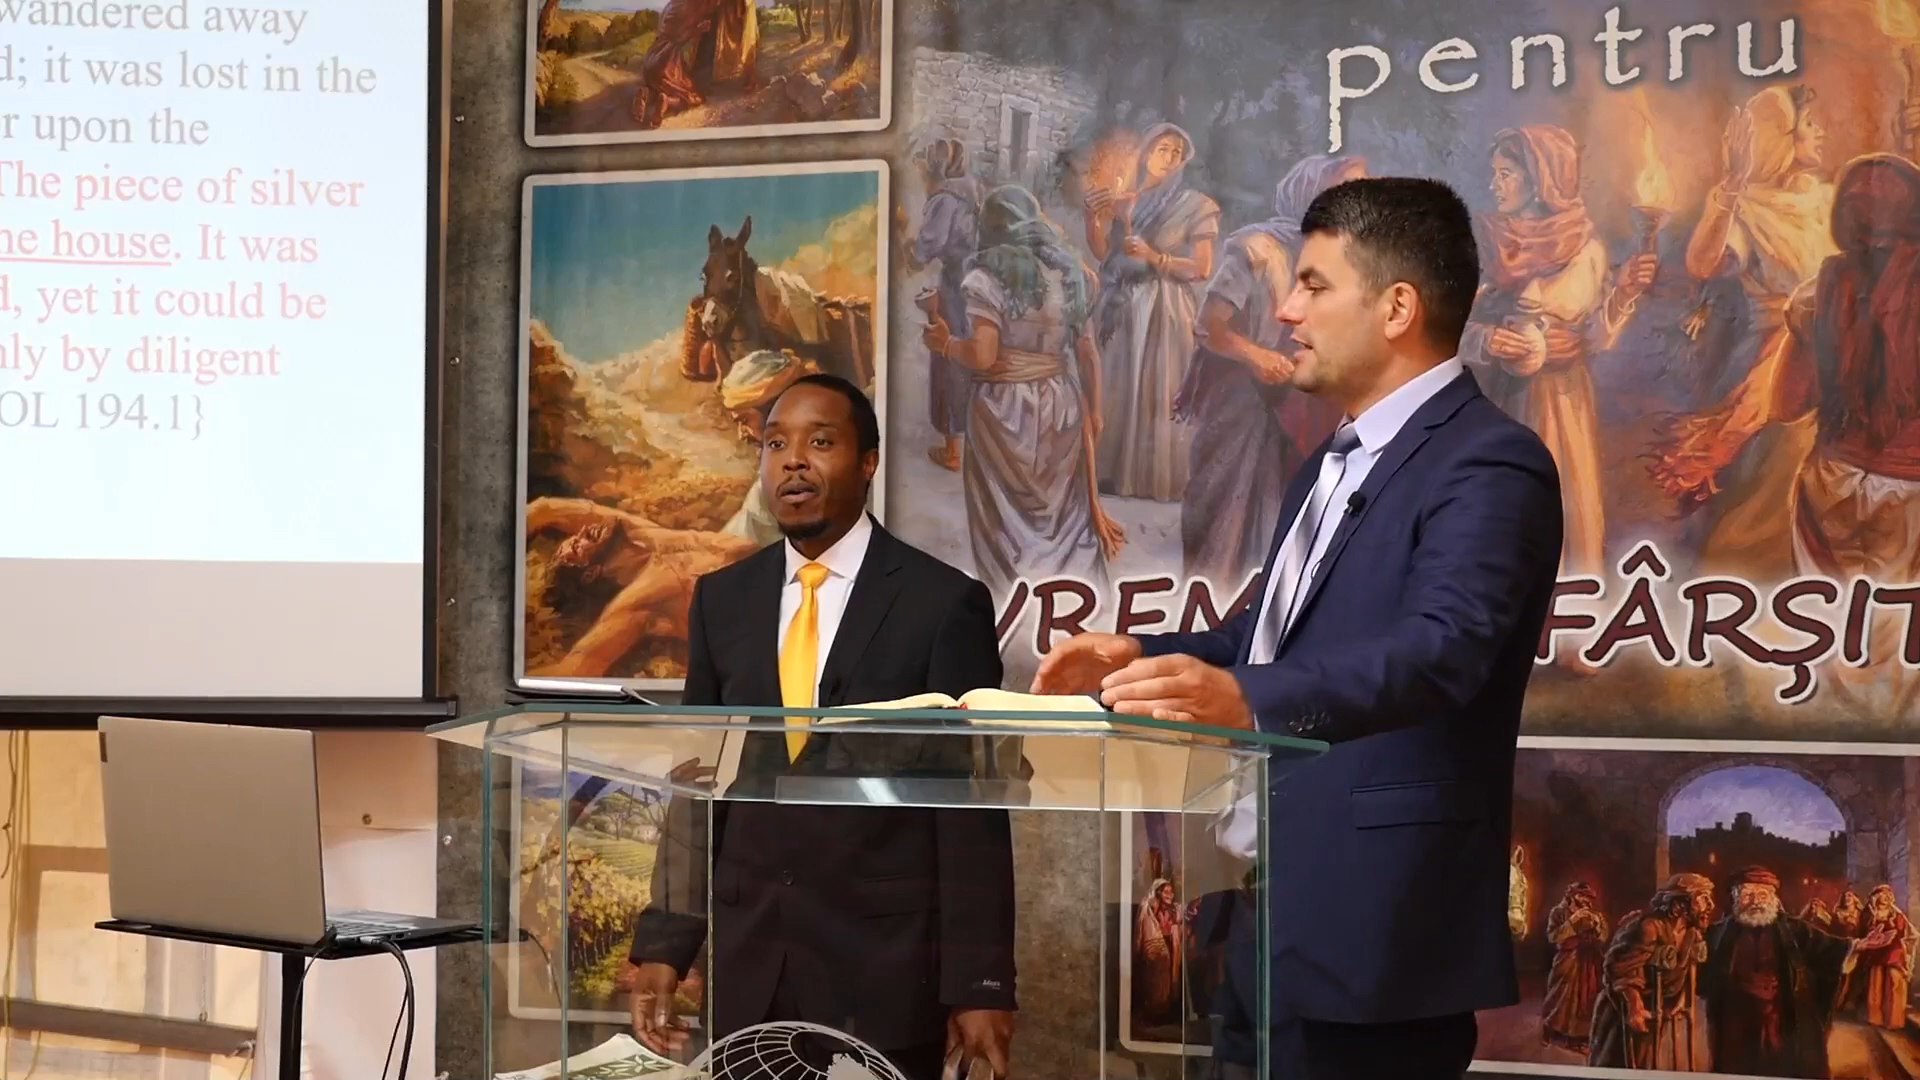 wandered away
; it was lost in the
r upon the
The piece of silver
he house. It was
, yet it could be
nly by diligent
OL 194.1}
pentru
VREM
FÂRȘIT